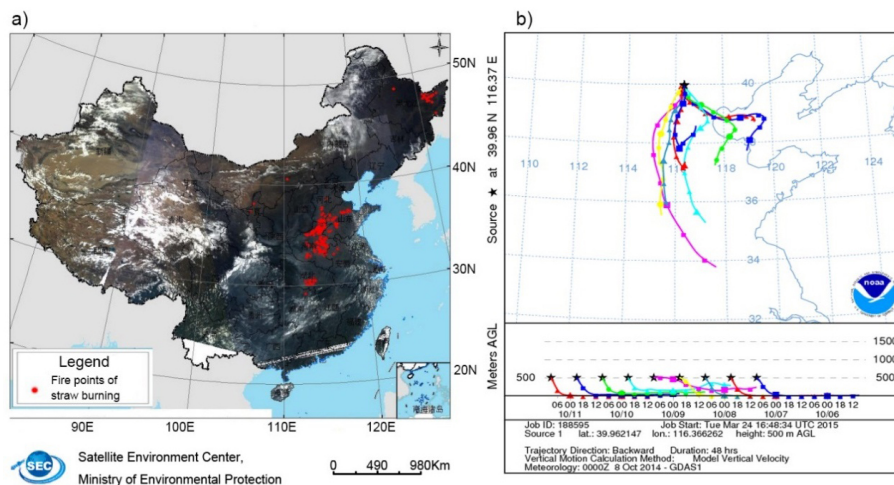 a)
50N
40N
30N
20N
Legend
Fire points of
straw burning
南海诸岛
90E 100E 110E 120E
SEC
Satellite Environment Center,
Ministry of Environmental Protection
0 490 980Km
b)
Source ★ at 39.96 N 116.37 E
40
110 112 114 116 118 120 122
36
34
32
noaa
Meters AGL
1500
1000
500 500
06 00 18 12 06 00 18 12 06 00 18 12 06 00 18 12 06 00 18 12 06 00 18 12
10/11 10/10 10/09 10/08 10/07 10/06
Job ID: 188595 Job Start: Tue Mar 24 16:48:34 UTC 2015
Source 1 lat.: 39.962147 lon.: 116.366262 height: 500 m AGL
Trajectory Direction: Backward Duration: 48 hrs
Vertical Motion Calculation Method: Model Vertical Velocity
Meteorology: 0000Z 8 Oct 2014 - GDAS1